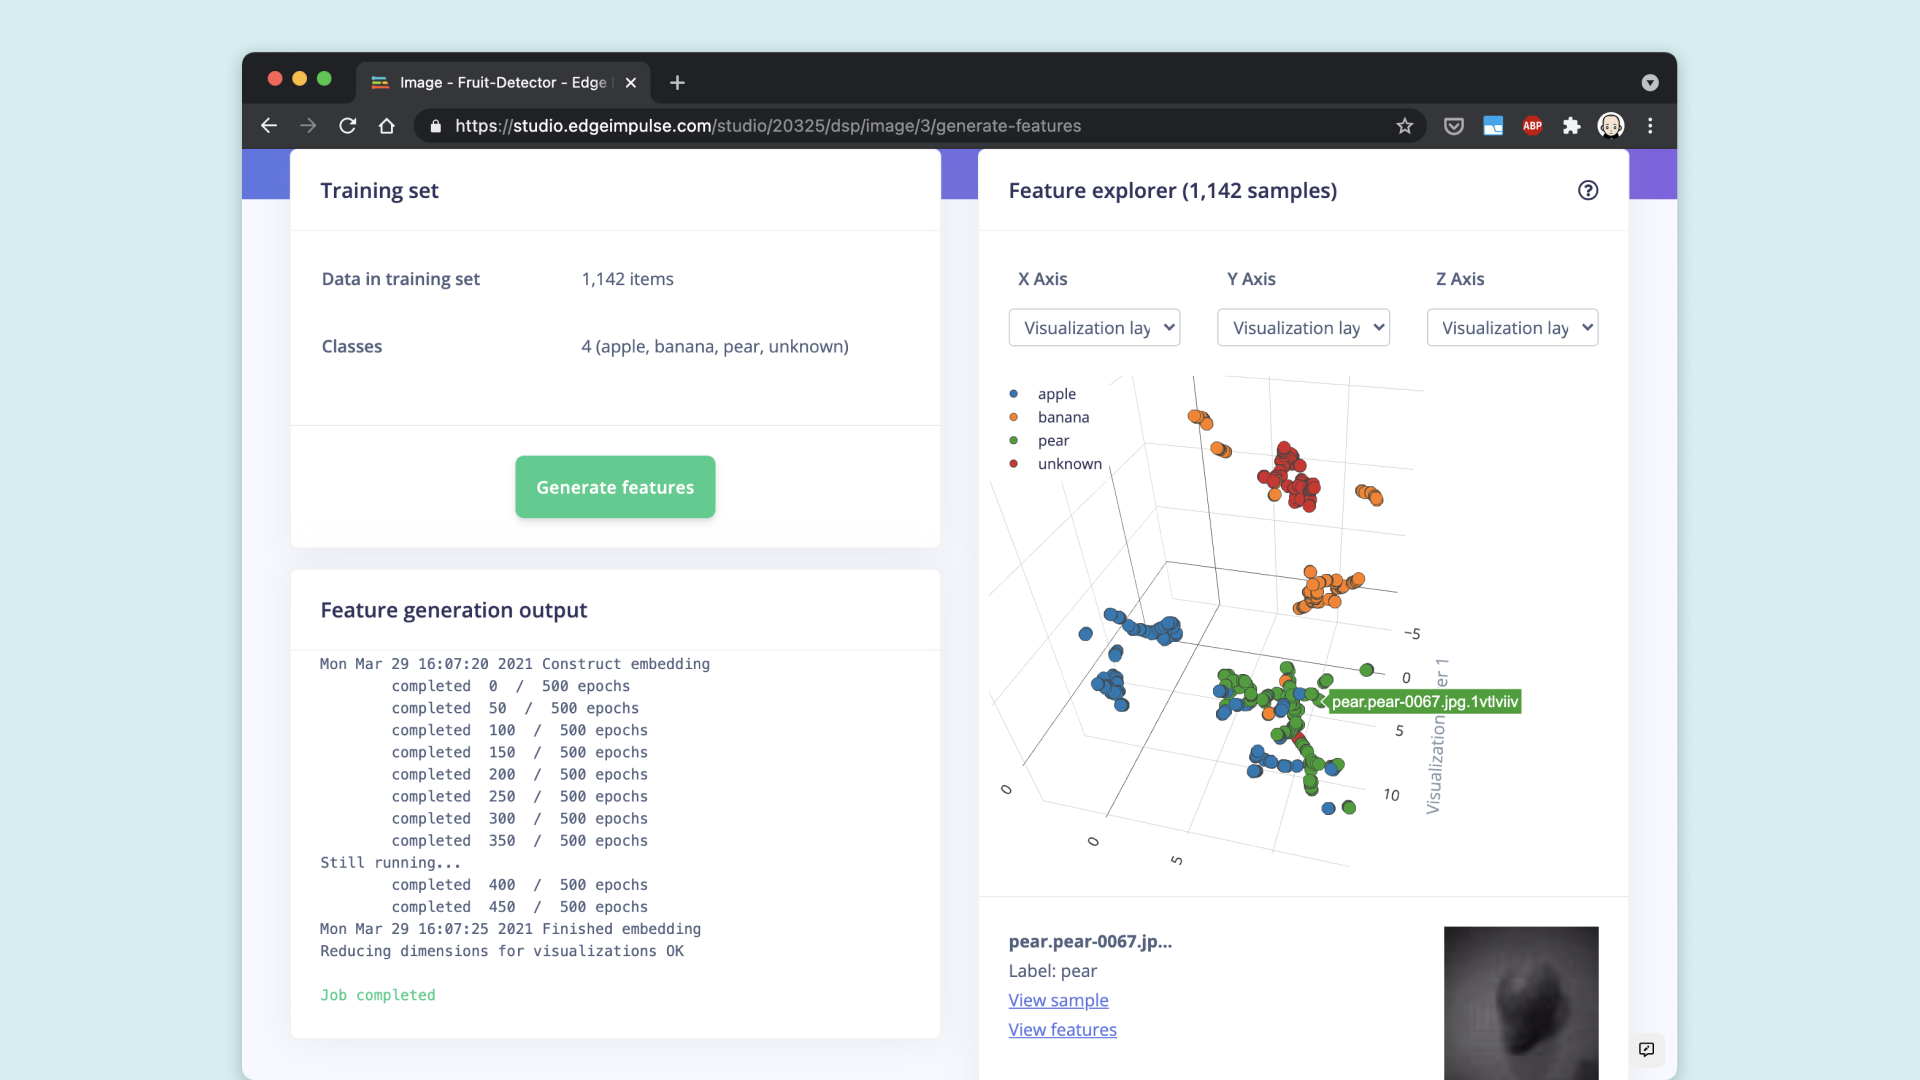 Image - Fruit-Detector - Edge
https://studio.edgeimpulse.com/studio/20325/dsp/image/3/generate-features
ABP
Training set
Data in training set 1,142 items
Classes 4 (apple, banana, pear, unknown)
Generate features
Feature generation output
Mon Mar 29 16:07:20 2021 Construct embedding
completed 0 / 500 epochs
completed 50 / 500 epochs
completed 100 / 500 epochs
completed 150 / 500 epochs
completed 200 / 500 epochs
completed 250 / 500 epochs
completed 300 / 500 epochs
completed 350 / 500 epochs
Still running...
completed 400 / 500 epochs
completed 450 / 500 epochs
Mon Mar 29 16:07:25 2021 Finished embedding
Reducing dimensions for visualizations OK
Job completed
Feature explorer (1,142 samples)
X Axis Y Axis Z Axis
Visualization lay Visualization lay Visualization lay
apple
banana
pear
unknown
−5
0
5
10
0
0
5
Visualization er 1
pear.pear-0067.jpg.1vtlviiv
pear.pear-0067.jp...
Label: pear
View sample
View features